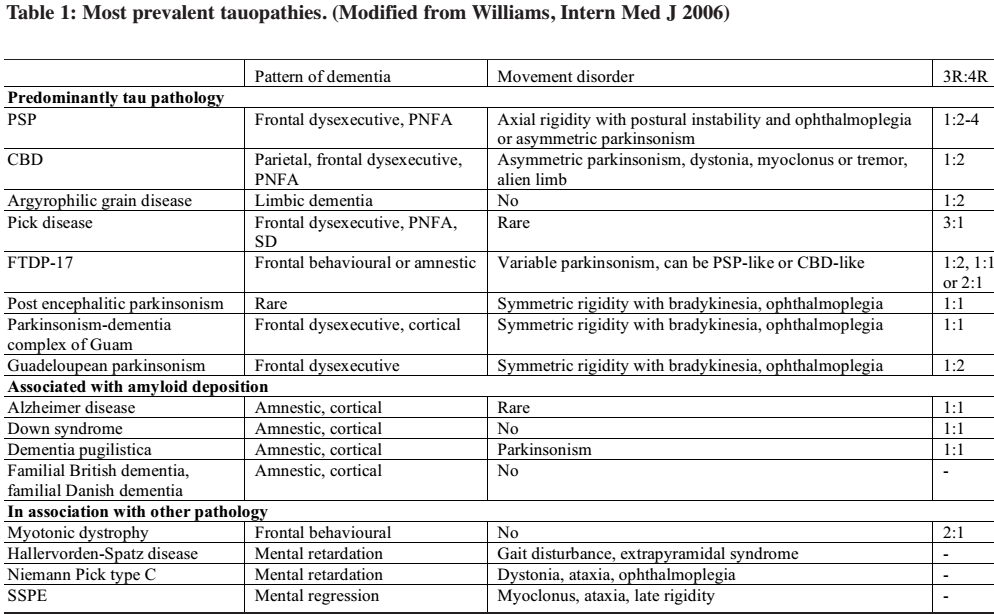 Table 1: Most prevalent tauopathies. (Modified from Williams, Intern Med J 2006)
Pattern of dementia Movement disorder 3R:4R
Predominantly tau pathology
PSP Frontal dysexecutive, PNFA Axial rigidity with postural instability and ophthalmoplegia 1:2-4
or asymmetric parkinsonism
CBD Parietal, frontal dysexecutive, Asymmetric parkinsonism, dystonia, myoclonus or tremor, 1:2
PNFA alien limb
Argyrophilic grain disease Limbic dementia No 1:2
Pick disease Frontal dysexecutive, PNFA, Rare 3:1
SD
FTDP-17 Frontal behavioural or amnestic Variable parkinsonism, can be PSP-like or CBD-like 1:2, 1:1
or 2:1
Post encephalitic parkinsonism Rare Symmetric rigidity with bradykinesia, ophthalmoplegia 1:1
Parkinsonism-dementia Frontal dysexecutive, cortical Symmetric rigidity with bradykinesia, ophthalmoplegia 1:1
complex of Guam
Guadeloupean parkinsonism Frontal dysexecutive Symmetric rigidity with bradykinesia, ophthalmoplegia 1:2
Associated with amyloid deposition
Alzheimer disease Amnestic, cortical Rare 1:1
Down syndrome Amnestic, cortical No 1:1
Dementia pugilistica Amnestic, cortical Parkinsonism 1:1
Familial British dementia, Amnestic, cortical No -
familial Danish dementia
In association with other pathology
Myotonic dystrophy Frontal behavioural No 2:1
Hallervorden-Spatz disease Mental retardation Gait disturbance, extrapyramidal syndrome -
Niemann Pick type C Mental retardation Dystonia, ataxia, ophthalmoplegia -
SSPE Mental regression Myoclonus, ataxia, late rigidity -